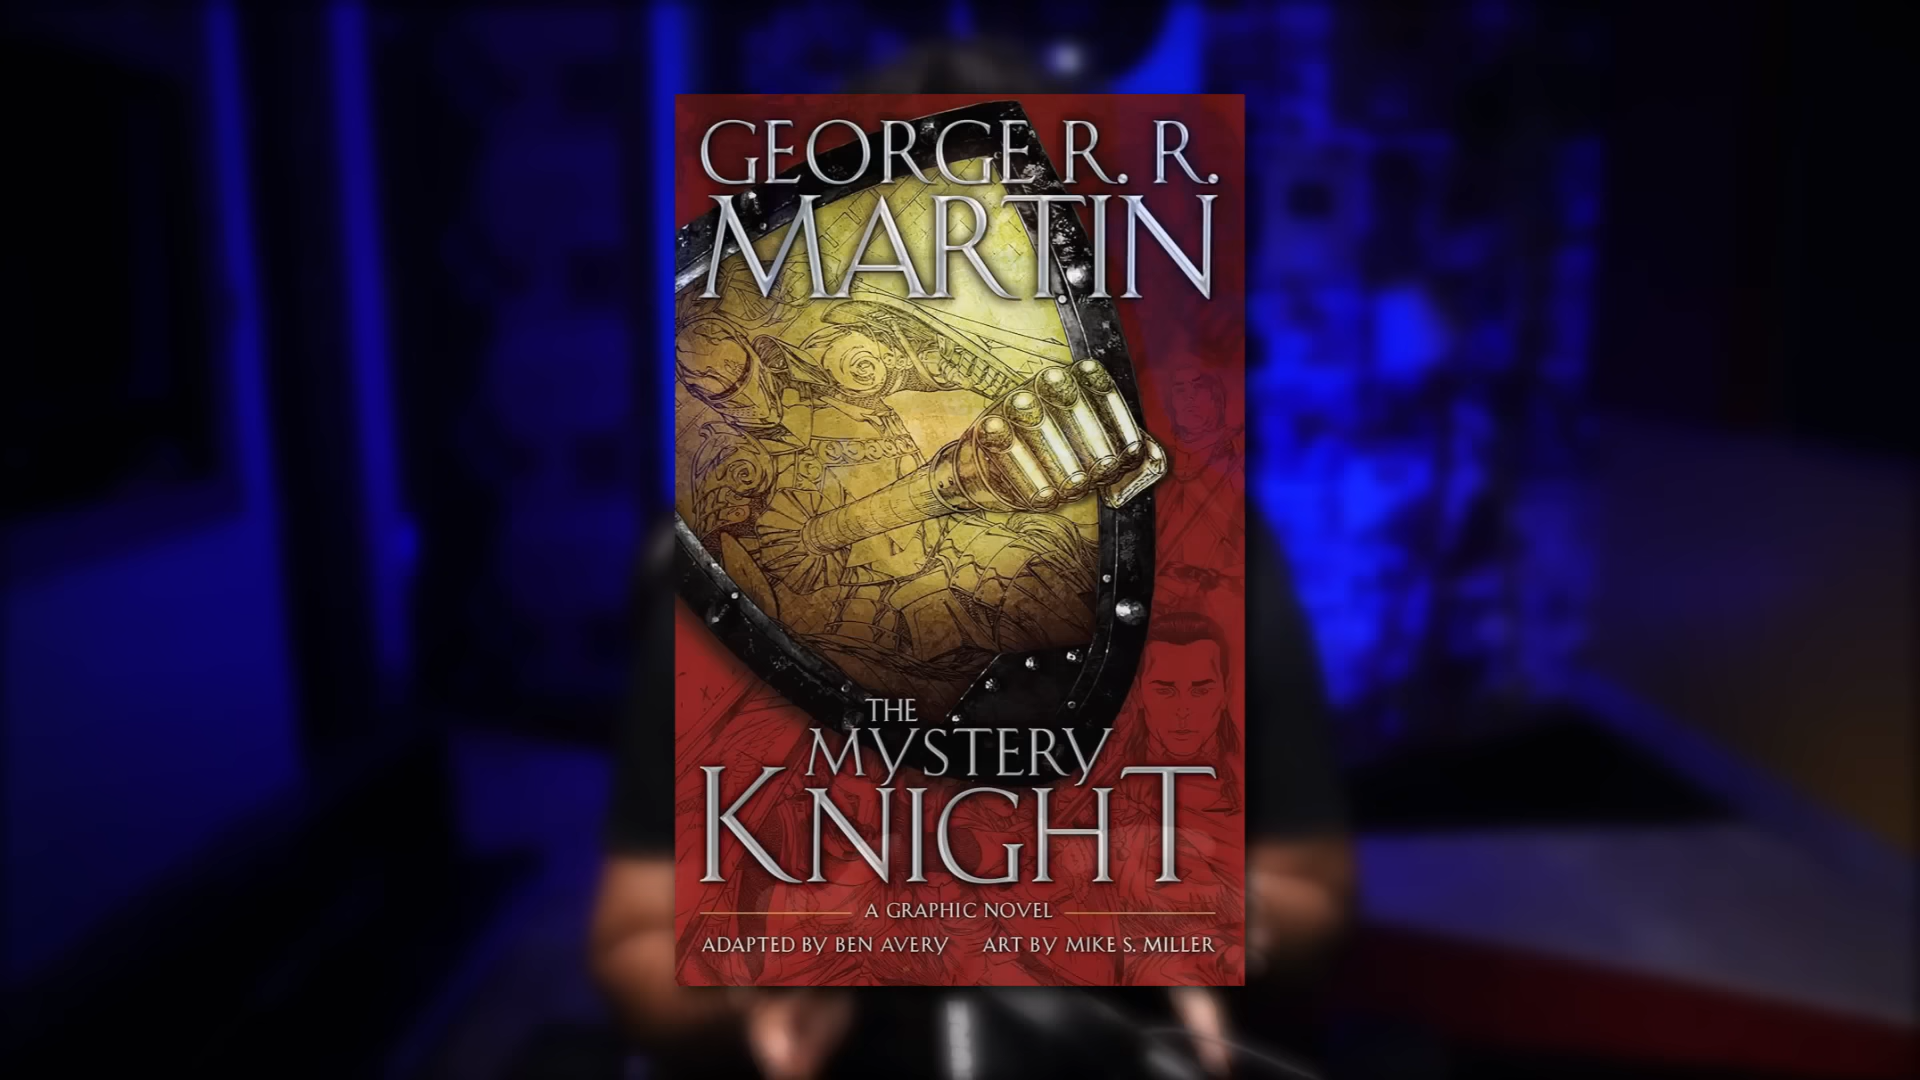 GEORGE R. R.
MARTIN
THE
MYSTERY
KNIGHT
A GRAPHIC NOVEL
ADAPTED BY BEN AVERY ART BY MIKE S. MILLER